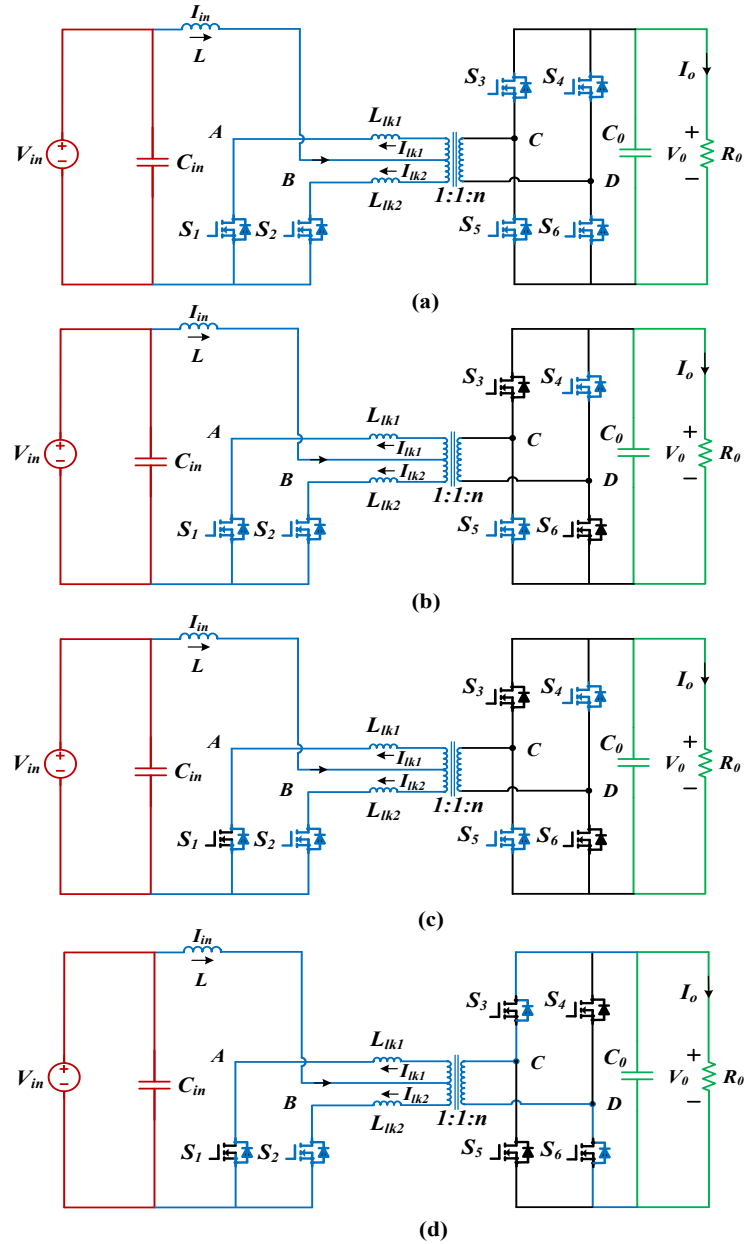 I_in
L
S_3
S_4
I_o
L_lk1
A
C
C_0
I_lk1
V_in
C_in
+
V_0
R_0
B
I_lk2
D
L_lk2
1:1:n
S_1
S_2
S_5
S_6
(a)
I_in
L
S_3
S_4
I_o
L_lk1
A
C
C_0
I_lk1
V_in
C_in
+
V_0
R_0
B
I_lk2
D
L_lk2
1:1:n
S_1
S_2
S_5
S_6
(b)
I_in
L
S_3
S_4
I_o
L_lk1
A
C
C_0
I_lk1
V_in
C_in
+
V_0
R_0
B
I_lk2
D
L_lk2
1:1:n
S_1
S_2
S_5
S_6
(c)
I_in
L
S_3
S_4
I_o
L_lk1
A
C
C_0
I_lk1
V_in
C_in
+
V_0
R_0
B
I_lk2
D
L_lk2
1:1:n
S_1
S_2
S_5
S_6
(d)